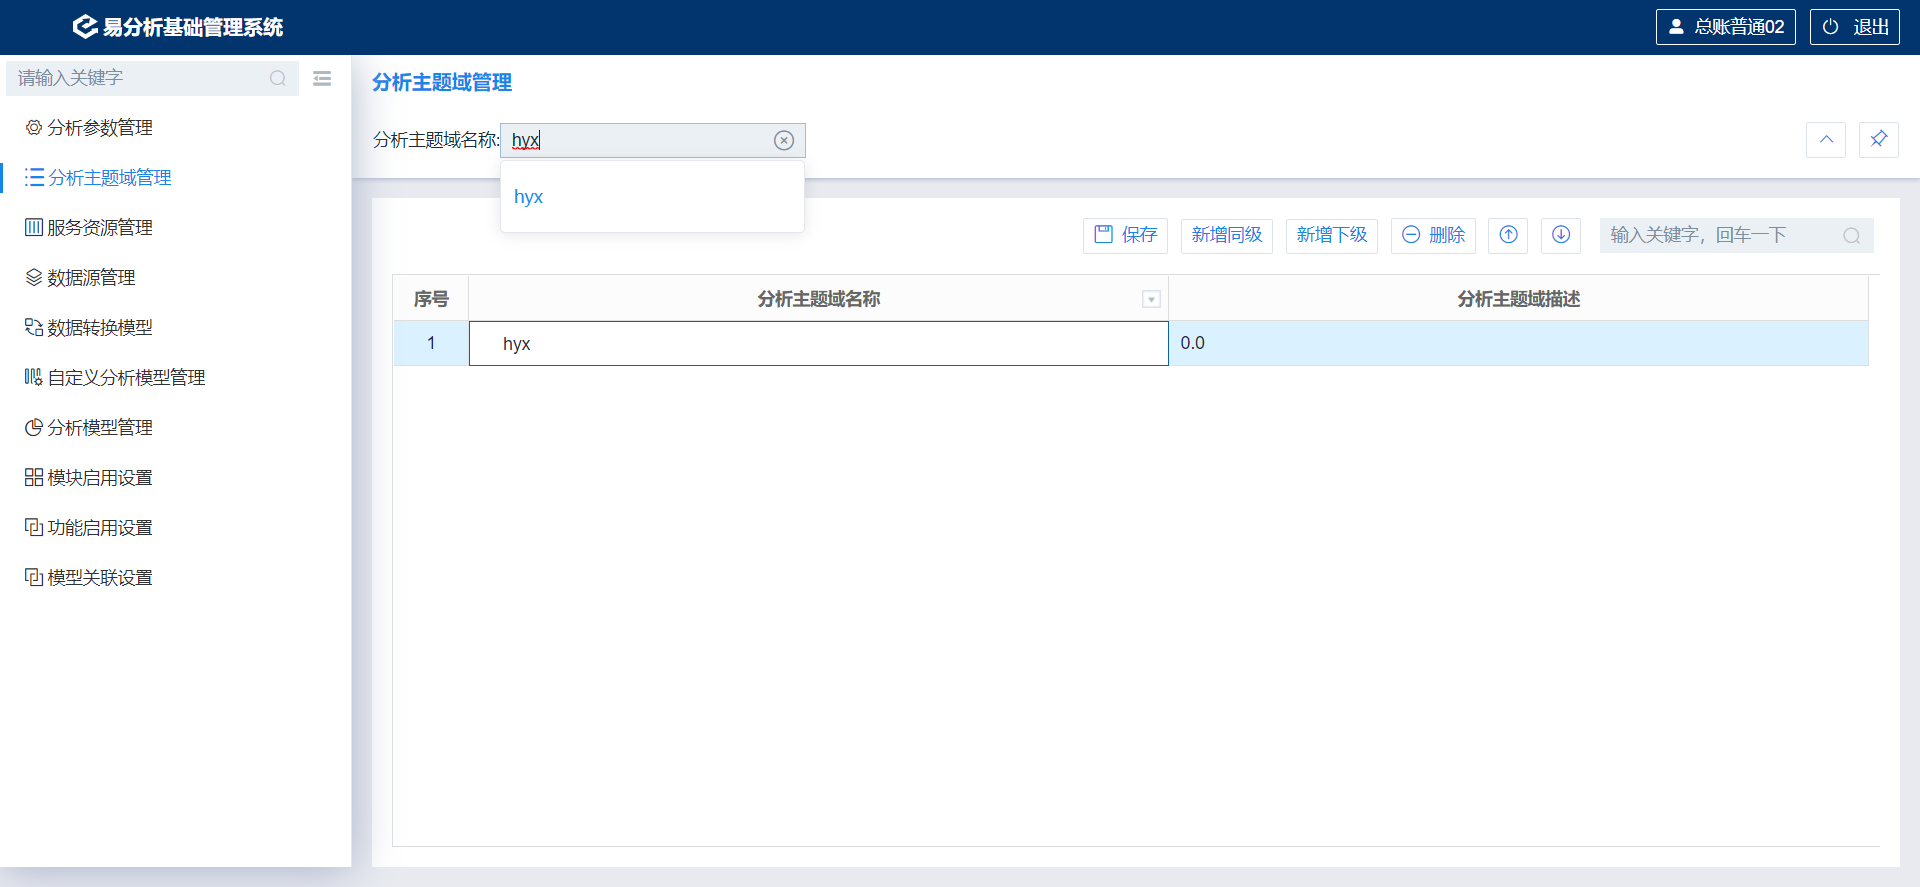 易分析基础管理系统
总账普通02
退出
请输入关键字
分析参数管理
分析主题域管理
服务资源管理
数据源管理
数据转换模型
自定义分析模型管理
分析模型管理
模块启用设置
功能启用设置
模型关联设置
分析主题域管理
分析主题域名称: hyx
hyx
保存 新增同级 新增下级 删除 输入关键字，回车一下
序号 分析主题域名称 分析主题域描述
1 hyx 0.0